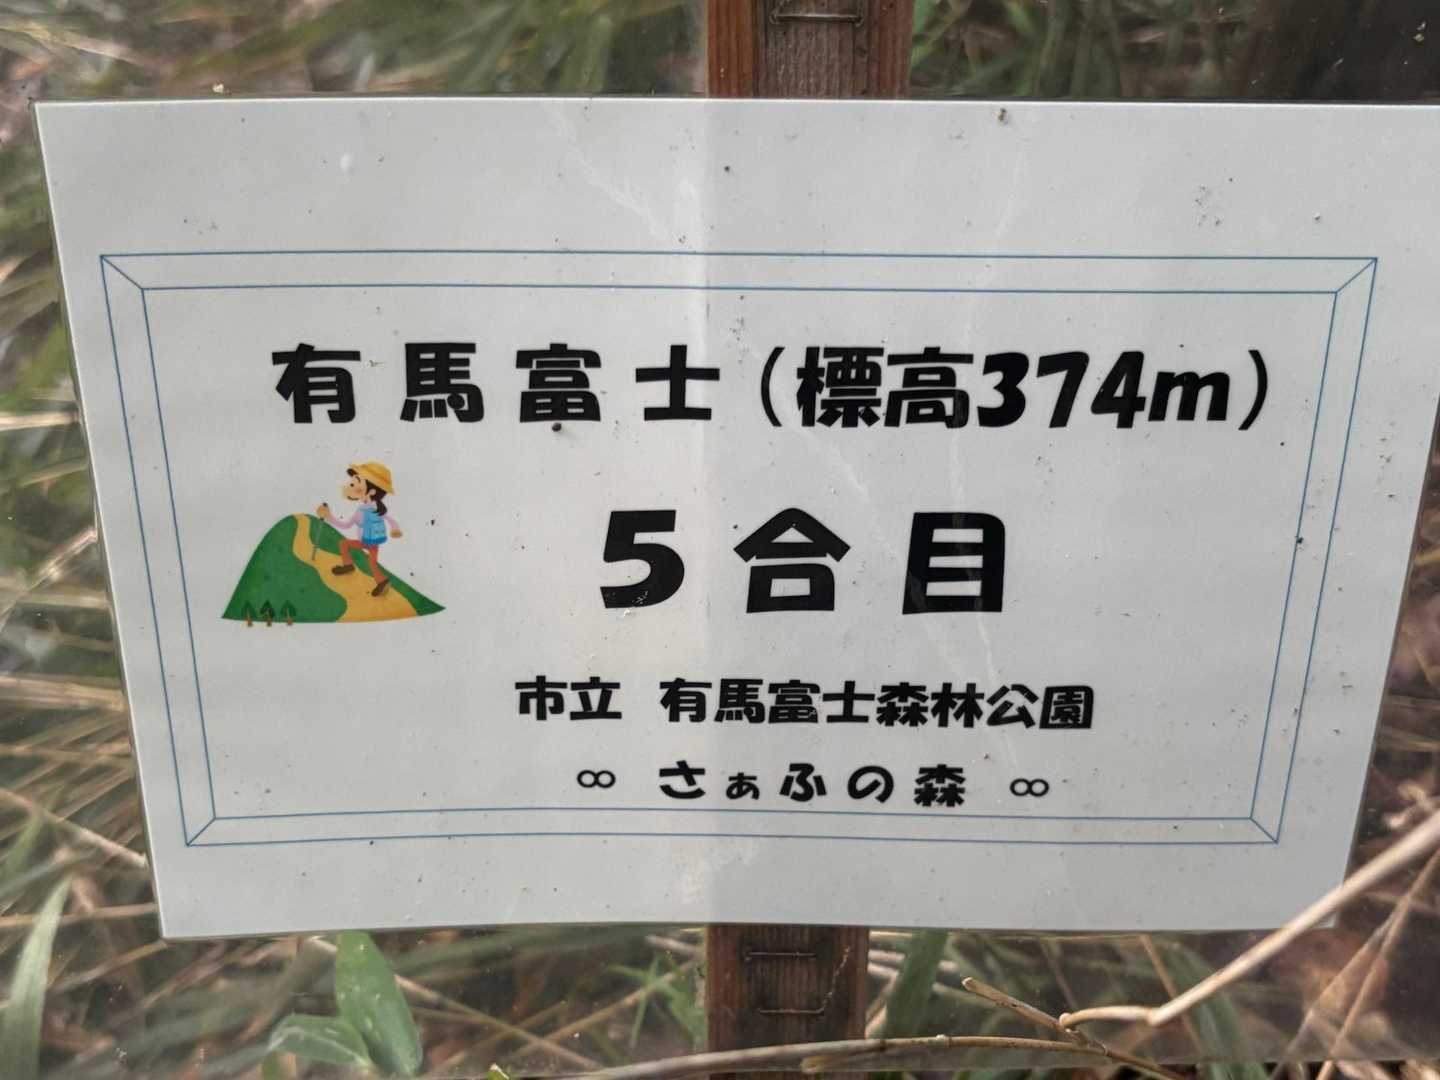 有馬富士(標高374m)
5合目
市立 有馬富士森林公園
∞ さぁふの森 ∞